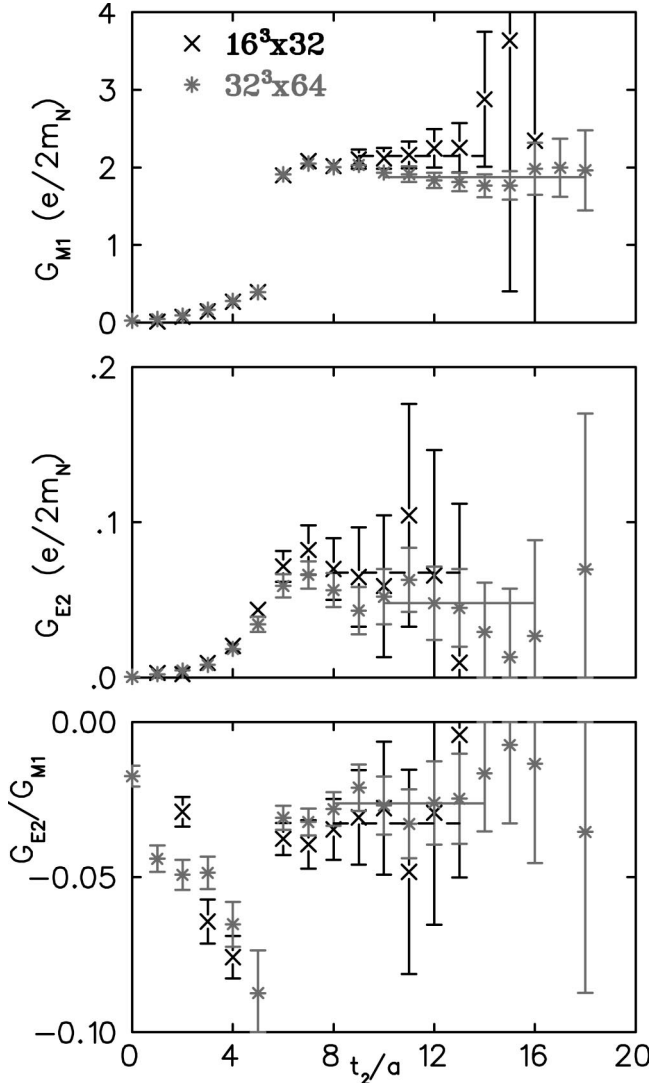 4
16³x32
32³x64
3
2
1
0
G_M1 (e/2m_N)
.2
.1
.0
G_E2 (e/2m_N)
0.00
−0.05
−0.10
G_E2/G_M1
0 4 8 12 16 20
t_2/a